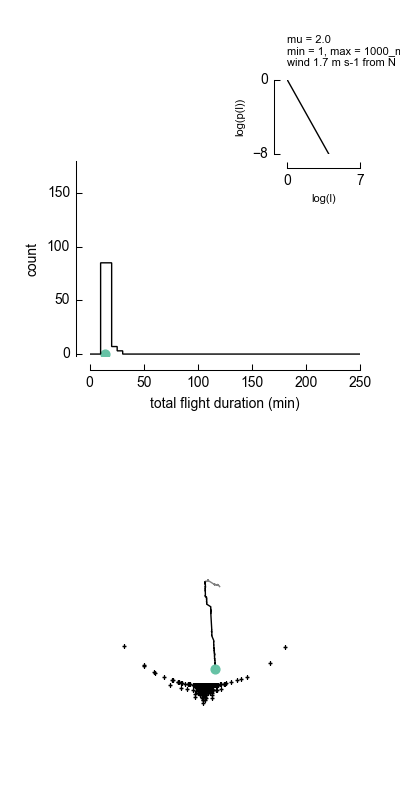 mu = 2.0
min = 1, max = 1000_
wind 1.7 m s-1 from N
0
log(p(l))
−8
0 7
log(l)
150
100
count
50
0
0 50 100 150 200 250
total flight duration (min)